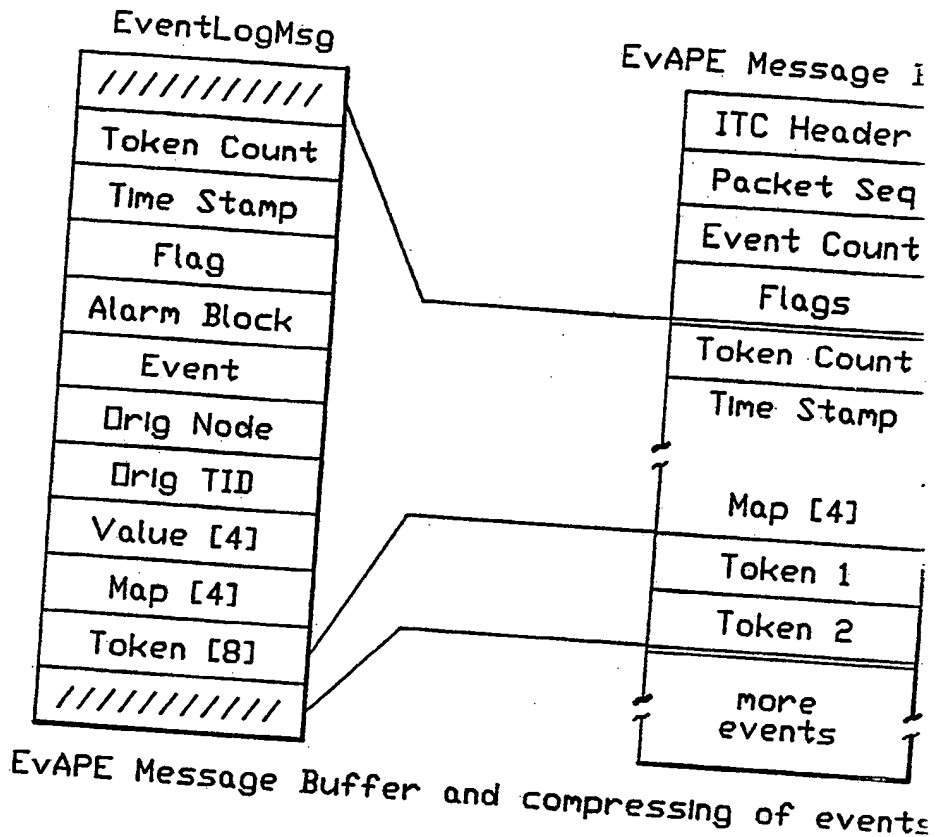 EventLogMsg
///////////
Token Count
Time Stamp
Flag
Alarm Block
Event
Orig Node
Orig TID
Value [4]
Map [4]
Token [8]
///////////
EvAPE Message
ITC Header
Packet Seq
Event Count
Flags
Token Count
Time Stamp
Map [4]
Token 1
Token 2
more
events
EvAPE Message Buffer and compressing of events